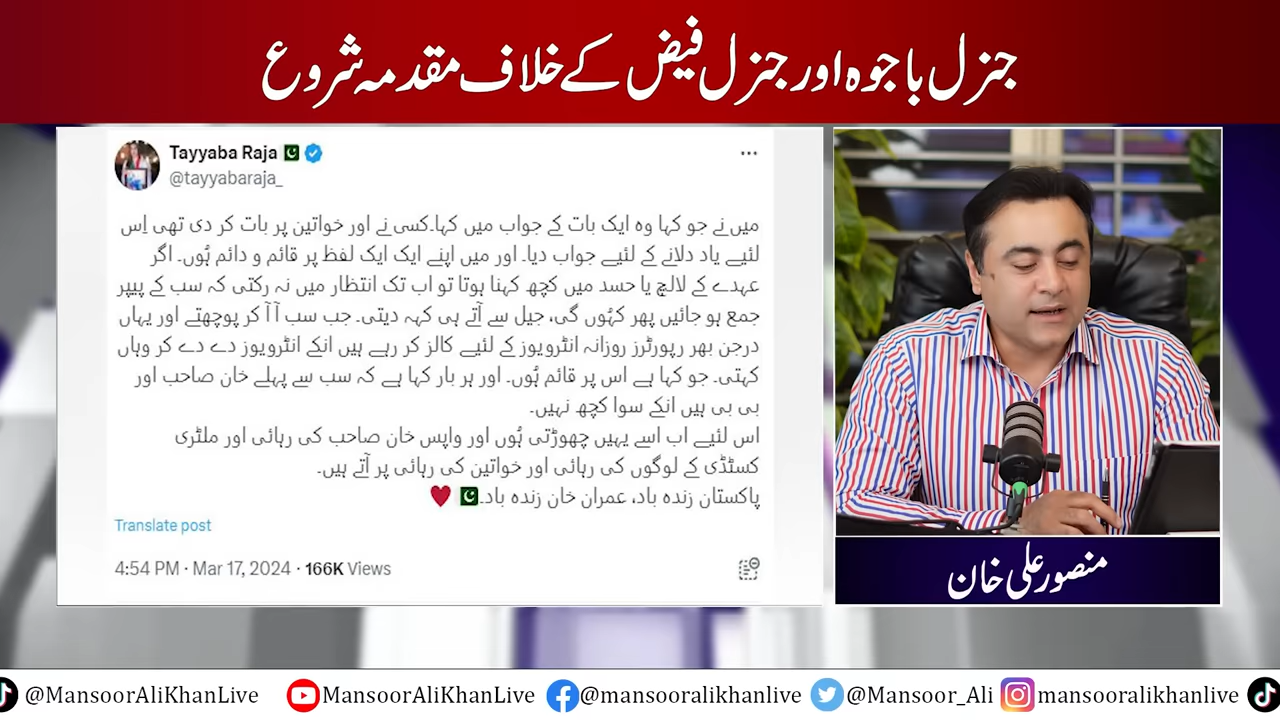 جنرل باجوہ اور جنرل فیض کے خلاف مقدمہ شروع
Tayyaba Raja
@tayyabaraja_
میں نے جو کہا وہ ایک بات کے جواب میں کہا۔کسی نے اور خواتین پر بات کر دی تھی اِس
لئیے یاد دلانے کے لئیے جواب دیا۔ اور میں اپنے ایک ایک لفظ پر قائم و دائم ہُوں۔ اگر
عہدے کے لالچ یا حسد میں کچھ کہنا ہوتا تو اب تک انتظار میں نہ رکتی کہ سب کے پیپر
جمع ہو جائیں پھر کہُوں گی، جیل سے آتے ہی کہہ دیتی۔ جب سب آ آ کر پوچھتے اور یہاں
درجن بھر رپورٹرز روزانہ انٹرویوز کے لئیے کالز کر رہے ہیں انکے انٹرویوز دے دے کر وہاں
کہتی۔ جو کہا ہے اس پر قائم ہُوں۔ اور ہر بار کہا ہے کہ سب سے پہلے خان صاحب اور
بی بی ہیں انکے سوا کچھ نہیں۔
اس لئیے اب اسے یہیں چھوڑتی ہُوں اور واپس خان صاحب کی رہائی اور ملٹری
کسٹڈی کے لوگوں کی رہائی اور خواتین کی رہائی پر آتے ہیں۔
پاکستان زندہ باد، عمران خان زندہ باد۔🇵🇰♥️
Translate post
4:54 PM · Mar 17, 2024 · 166K Views
منصور علی خان
@MansoorAliKhanLive MansoorAliKhanLive @mansooralikhanlive @Mansoor_Ali mansooralikhanlive